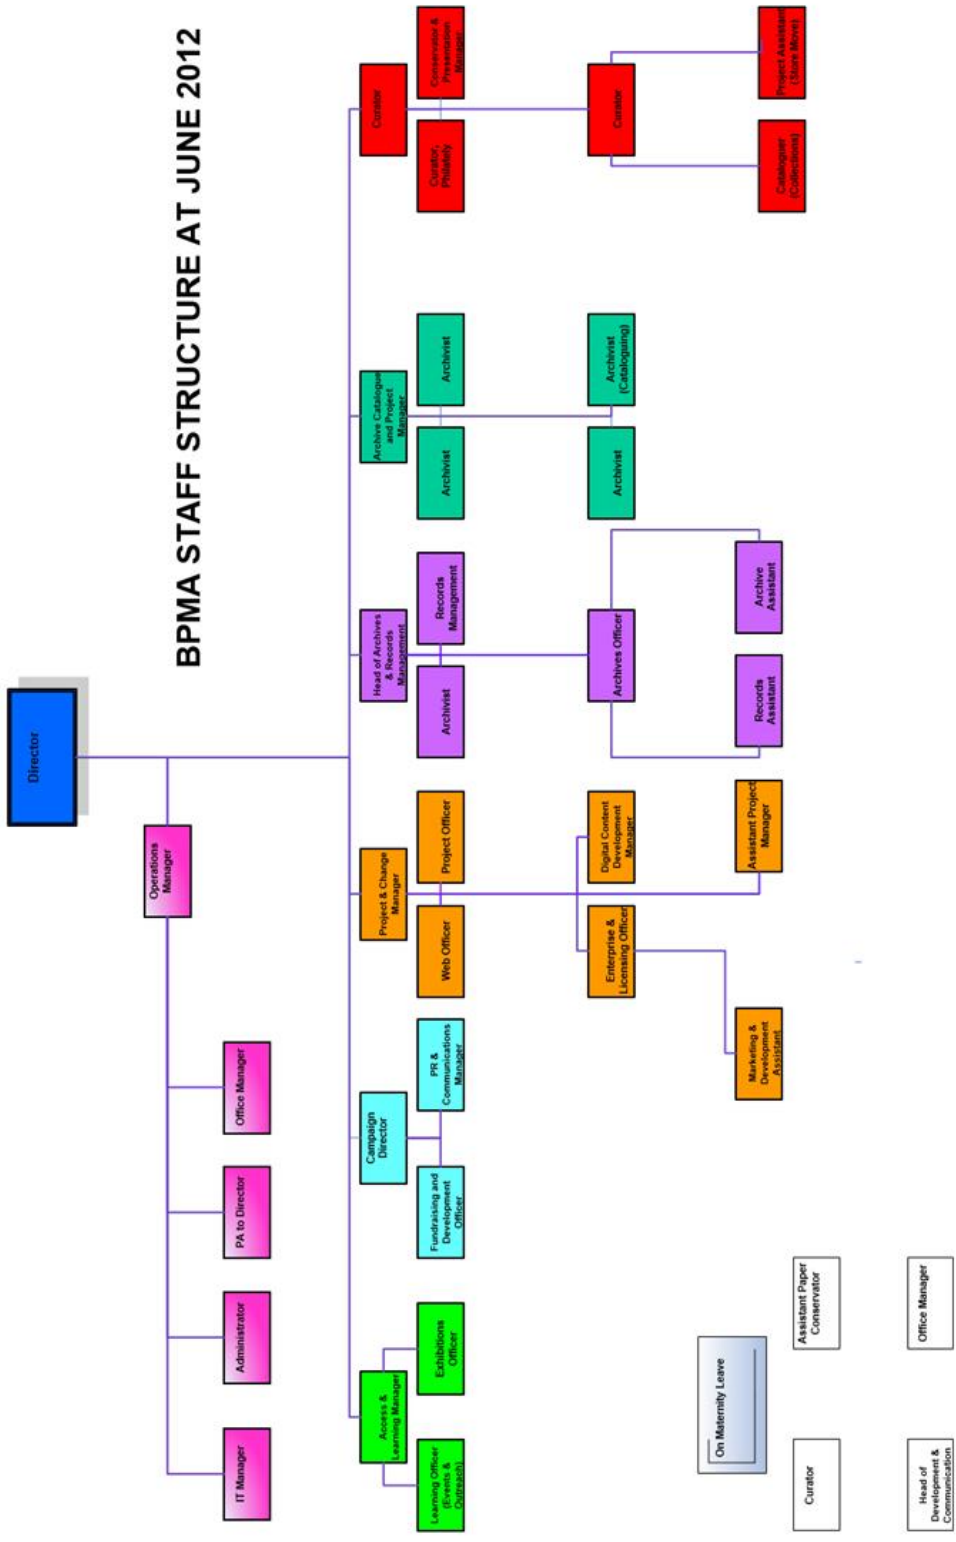 BPMA STAFF STRUCTURE AT JUNE 2012
Director
Operations
Manager
IT Manager
Administrator
PA to Director
Office Manager
Access &
Learning Manager
Campaign
Director
Project & Change
Manager
Head of Archives
& Records
Management
Archive Catalogue
and Project
Manager
Curator
Learning Officer
(Events &
Outreach)
Exhibitions
Officer
Fundraising and
Development
Officer
PR &
Communications
Manager
Web Officer
Project Officer
Archivist
Records
Management
Archivist
Archivist
Curator,
Philately
Conservator &
Presentation
Manager
Enterprise &
Licensing Officer
Digital Content
Development
Manager
Archives Officer
Archivist
Archivist
(Cataloguing)
Curator
Marketing &
Development
Assistant
Assistant Project
Manager
Records
Assistant
Archive
Assistant
Cataloguer
(Collections)
Project Assistant
(Store Move)
On Maternity Leave
Curator
Assistant Paper
Conservator
Head of
Development &
Communication
Office Manager